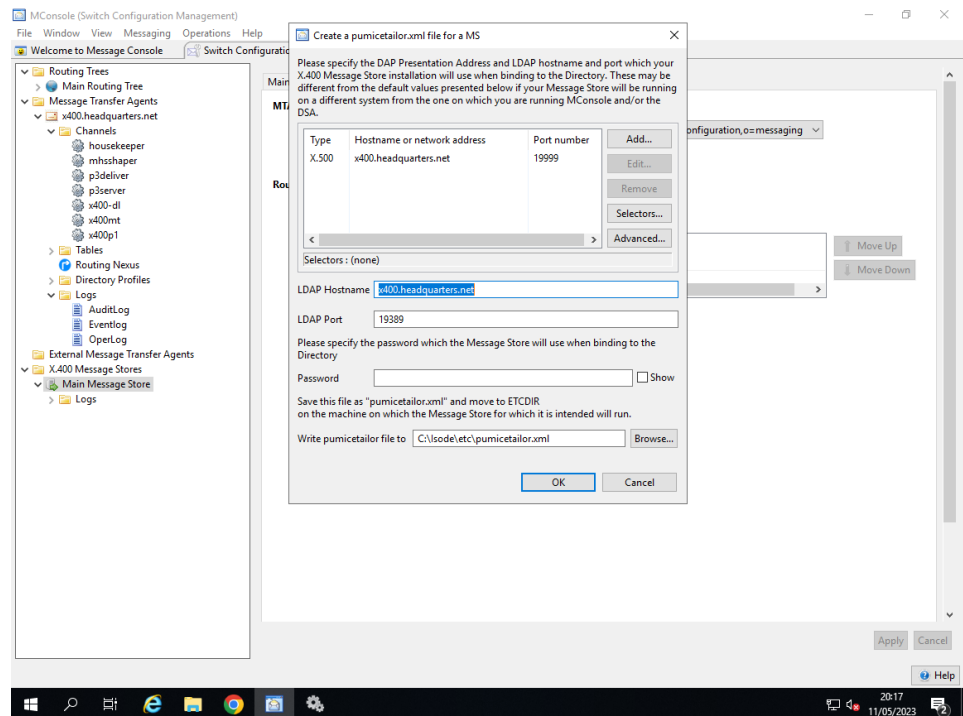 MConsole (Switch Configuration Management)
File Window View Messaging Operations Help
Welcome to Message Console
Switch Configuratio
Routing Trees
Main Routing Tree
Message Transfer Agents
x400.headquarters.net
Channels
housekeeper
mhsshaper
p3deliver
p3server
x400-dl
x400mt
x400p1
Tables
Routing Nexus
Directory Profiles
Logs
AuditLog
Eventlog
OperLog
External Message Transfer Agents
X.400 Message Stores
Main Message Store
Logs
Main
MTA
Rou
Create a pumicetailor.xml file for a MS
Please specify the DAP Presentation Address and LDAP hostname and port which your
X.400 Message Store installation will use when binding to the Directory. These may be
different from the default values presented below if your Message Store will be running
on a different system from the one on which you are running MConsole and/or the
DSA.
Type Hostname or network address Port number
X.500 x400.headquarters.net 19999
Add...
Edit...
Remove
Selectors...
Advanced...
Selectors : (none)
LDAP Hostname x400.headquarters.net
LDAP Port 19389
Please specify the password which the Message Store will use when binding to the
Directory
Password Show
Save this file as "pumicetailor.xml" and move to ETCDIR
on the machine on which the Message Store for which it is intended will run.
Write pumicetailor file to C:\Isode\etc\pumicetailor.xml Browse...
OK Cancel
onfiguration,o=messaging
Move Up
Move Down
Apply Cancel
Help
20:17
11/05/2023
2